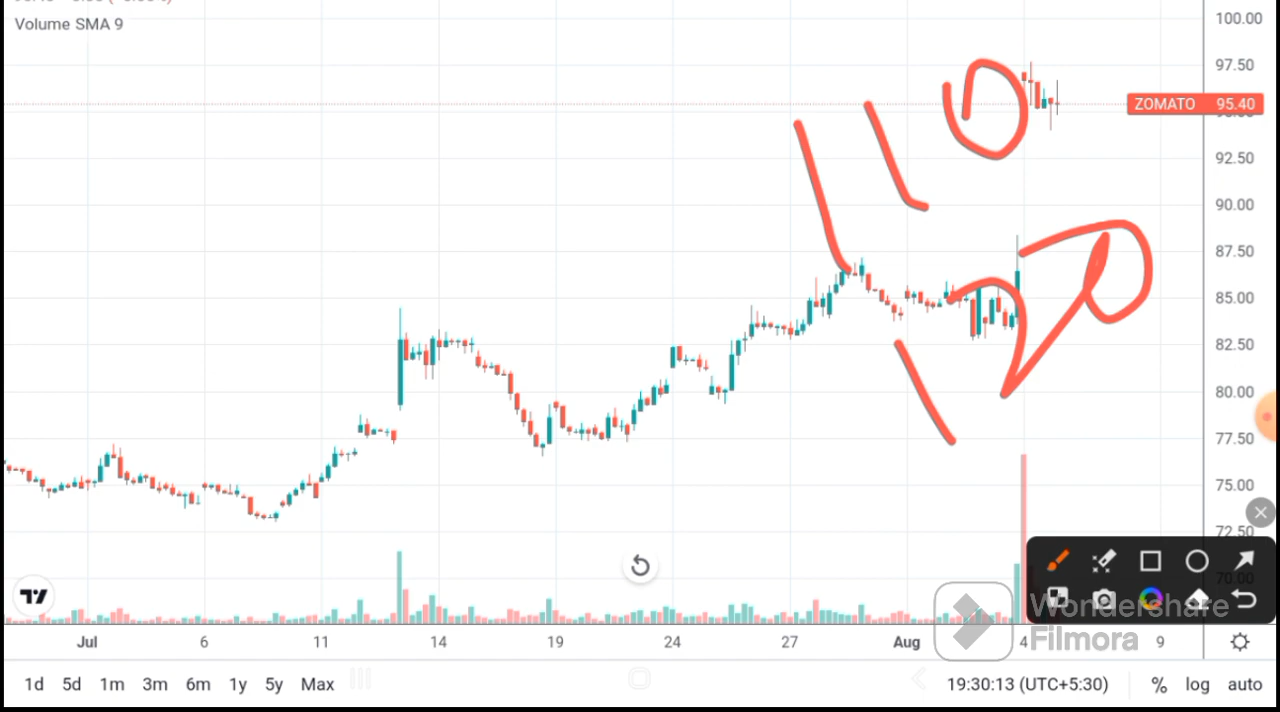 Volume SMA 9
100.00
97.50
ZOMATO 95.40
92.50
90.00
87.50
85.00
82.50
80.00
77.50
75.00
72.50
70.00
110
120
Wondershare
Filmora
Jul 6 11 14 19 24 27 Aug 4 9
1d 5d 1m 3m 6m 1y 5y Max 19:30:13 (UTC+5:30) % log auto